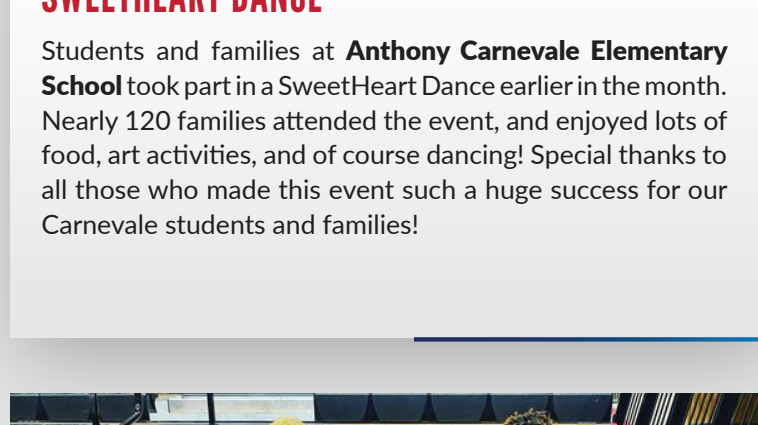 SWEETHEART DANCE
Students and families at Anthony Carnevale Elementary
School took part in a SweetHeart Dance earlier in the month.
Nearly 120 families attended the event, and enjoyed lots of
food, art activities, and of course dancing! Special thanks to
all those who made this event such a huge success for our
Carnevale students and families!